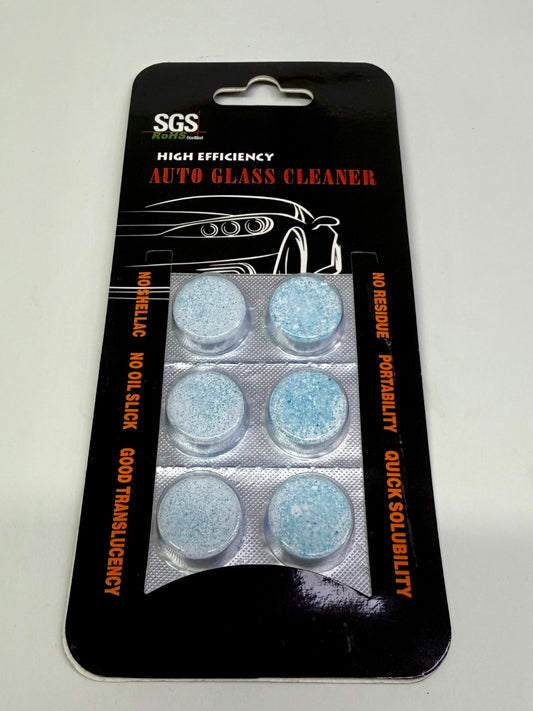 SGS
RoHS
HIGH EFFICIENCY
AUTO GLASS CLEANER
NOSHELLAC NO OIL SLICK GOOD TRANSLUCENCY
NO RESIDUE PORTABILITY QUICK SOLUBILITY